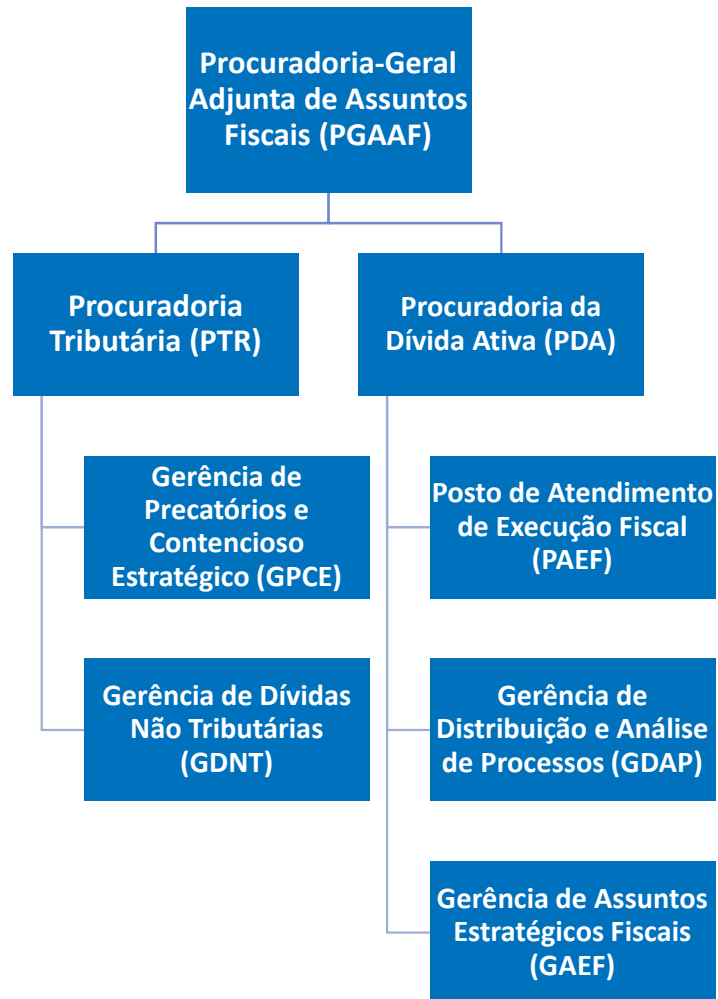 Procuradoria-Geral
Adjunta de Assuntos
Fiscais (PGAAF)
Procuradoria
Tributária (PTR)
Procuradoria da
Dívida Ativa (PDA)
Gerência de
Precatórios e
Contencioso
Estratégico (GPCE)
Posto de Atendimento
de Execução Fiscal
(PAEF)
Gerência de Dívidas
Não Tributárias
(GDNT)
Gerência de
Distribuição e Análise
de Processos (GDAP)
Gerência de Assuntos
Estratégicos Fiscais
(GAEF)